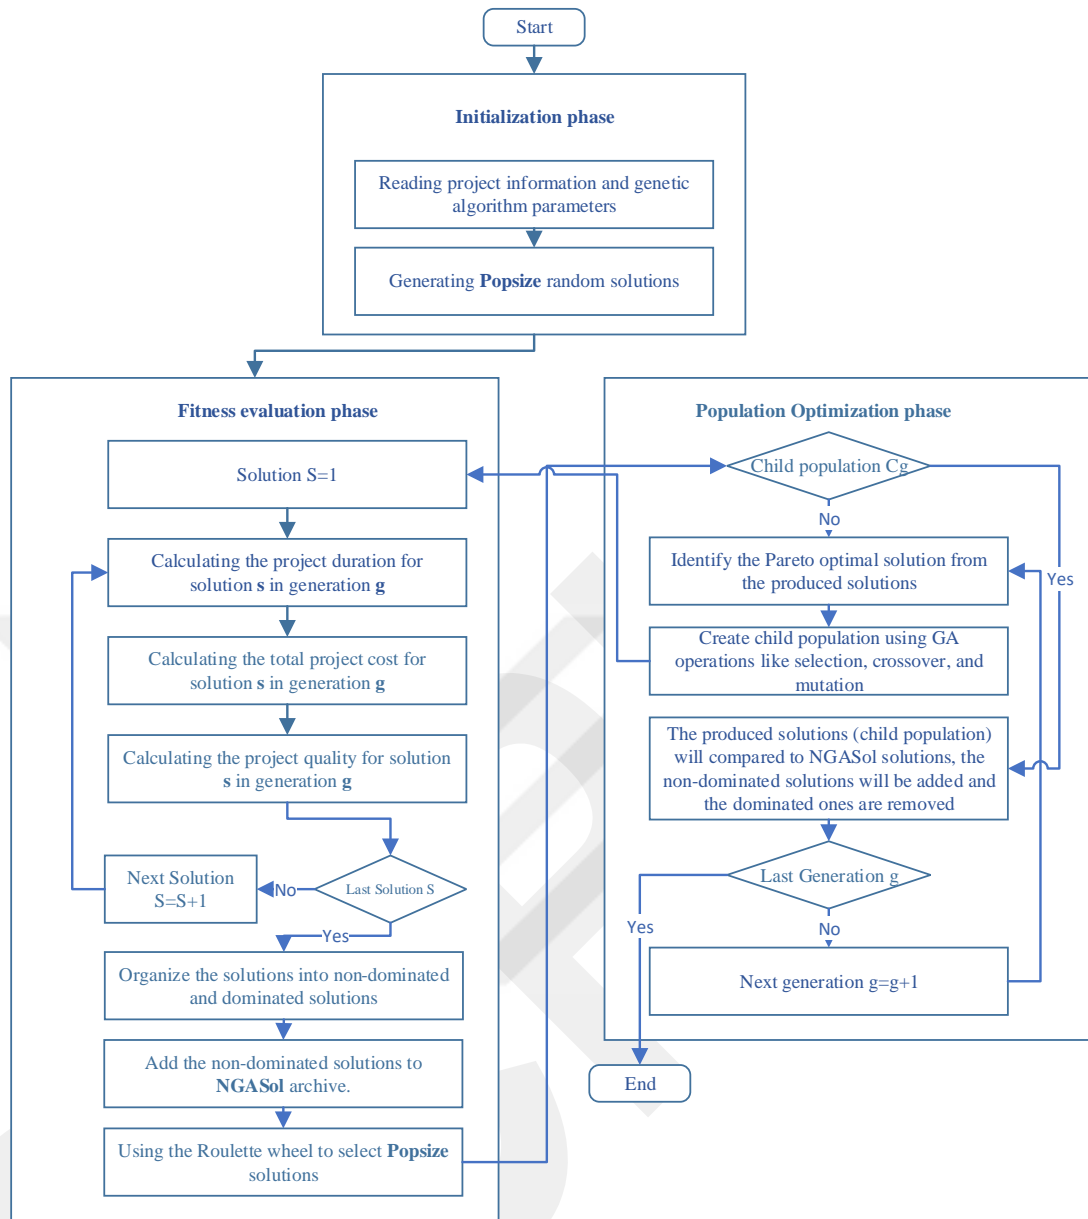 Start
Initialization phase
Reading project information and genetic
algorithm parameters
Generating Popsize random solutions
Fitness evaluation phase
Solution S=1
Calculating the project duration for
solution s in generation g
Calculating the total project cost for
solution s in generation g
Calculating the project quality for solution
s in generation g
Last Solution S
No
Next Solution
S=S+1
Yes
Organize the solutions into non-dominated
and dominated solutions
Add the non-dominated solutions to
NGASol archive.
Using the Roulette wheel to select Popsize
solutions
Population Optimization phase
Child population Cg
No
Yes
Identify the Pareto optimal solution from
the produced solutions
Create child population using GA
operations like selection, crossover, and
mutation
The produced solutions (child population)
will compared to NGASol solutions, the
non-dominated solutions will be added and
the dominated ones are removed
Last Generation g
Yes
No
Next generation g=g+1
End